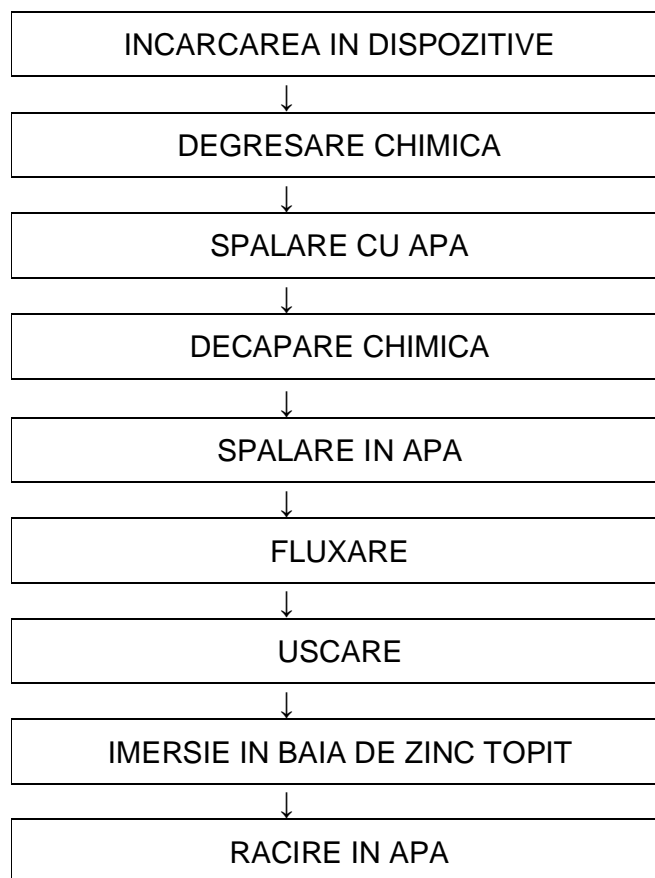 INCARCAREA IN DISPOZITIVE
↓
DEGRESARE CHIMICA
↓
SPALARE CU APA
↓
DECAPARE CHIMICA
↓
SPALARE IN APA
↓
FLUXARE
↓
USCARE
↓
IMERSIE IN BAIA DE ZINC TOPIT
↓
RACIRE IN APA